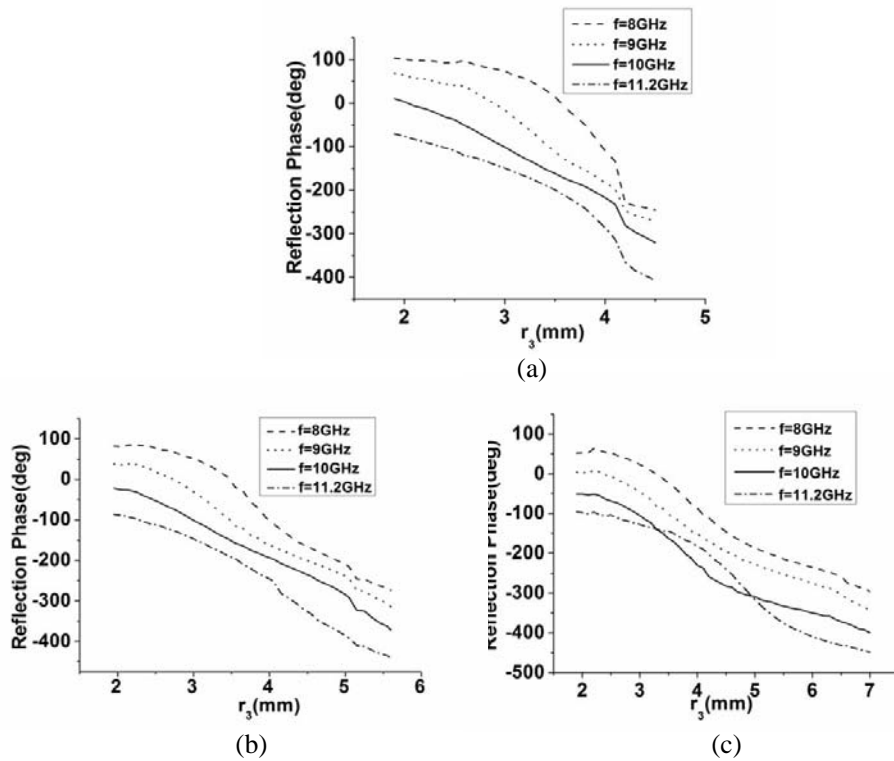 f=8GHz
f=9GHz
f=10GHz
f=11.2GHz
Reflection Phase(deg)
100
0
-100
-200
-300
-400
2 3 4 5
r3(mm)
(a)
f=8GHz
f=9GHz
f=10GHz
f=11.2GHz
Reflection Phase(deg)
100
0
-100
-200
-300
-400
2 3 4 5 6
r3(mm)
(b)
f=8GHz
f=9GHz
f=10GHz
f=11.2GHz
Reflection Phase(deg)
100
0
-100
-200
-300
-400
-500
2 3 4 5 6 7
r3(mm)
(c)